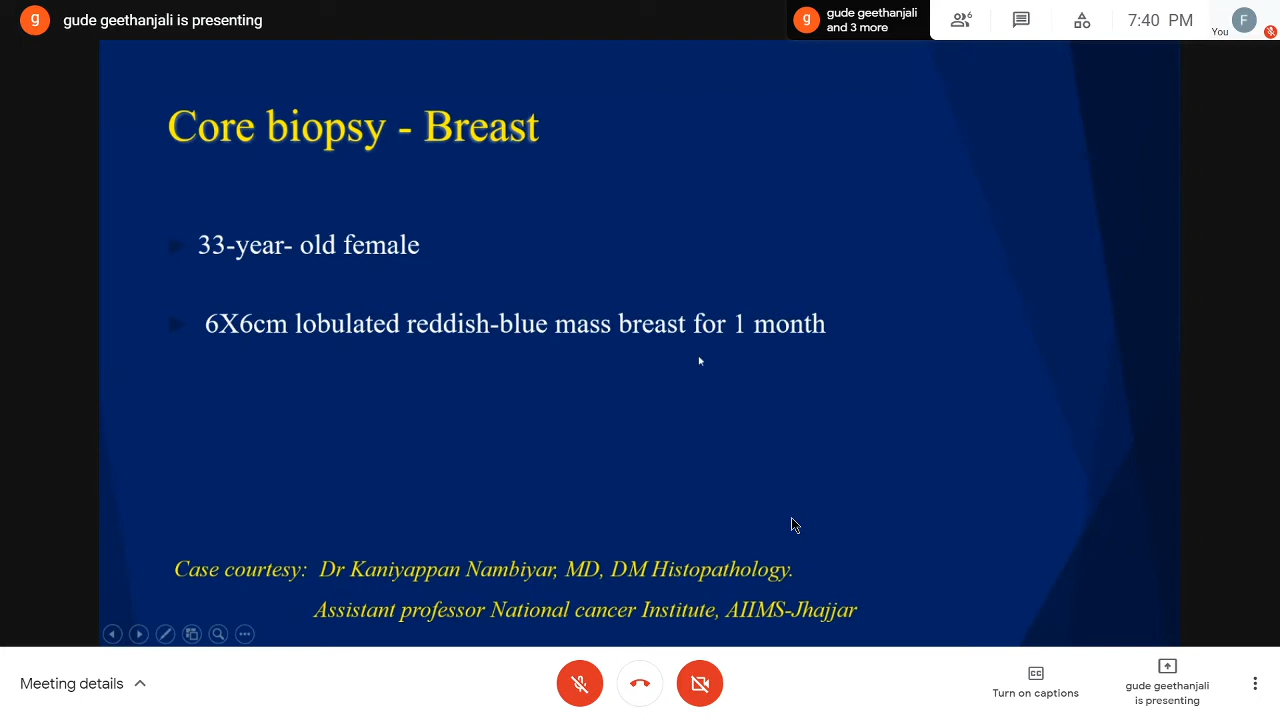 g gude geethanjali is presenting
g gude geethanjali
and 3 more
6
7:40 PM
You
F
Core biopsy - Breast
33-year- old female
6X6cm lobulated reddish-blue mass breast for 1 month
Case courtesy: Dr Kaniyappan Nambiyar, MD, DM Histopathology.
Assistant professor National cancer Institute, AIIMS-Jhajjar
Meeting details
CC
Turn on captions
gude geethanjali
is presenting